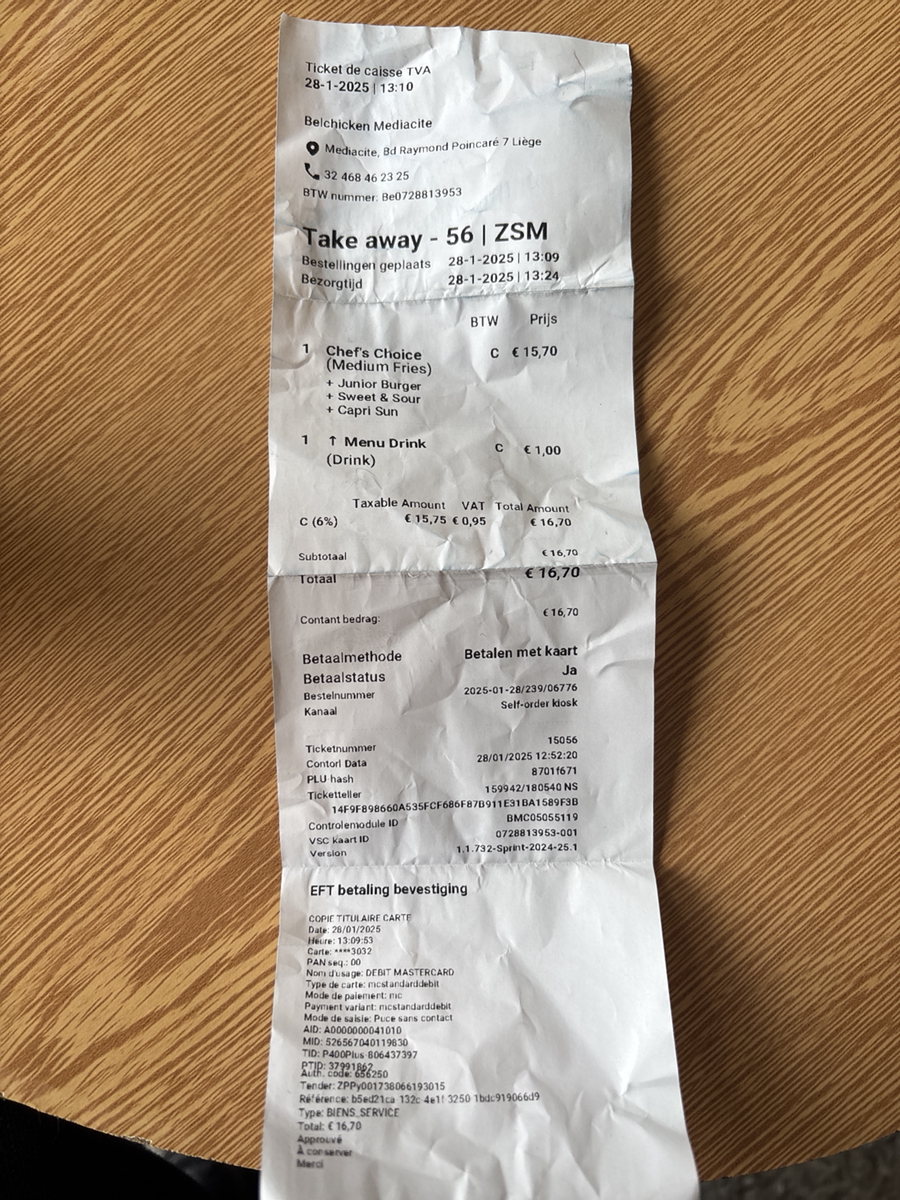 Ticket de caisse TVA
28-1-2025 | 13:10
Belchicken Mediacite
Mediacite, Bd Raymond Poincaré 7 Liège
32 468 46 23 25
BTW nummer: Be0728813953
Take away - 56 | ZSM
Bestellingen geplaats 28-1-2025 | 13:09
Bezorgtijd 28-1-2025 | 13:24
BTW Prijs
1 Chef's Choice C € 15,70
(Medium Fries)
+ Junior Burger
+ Sweet & Sour
+ Capri Sun
1 ↑ Menu Drink C € 1,00
(Drink)
Taxable Amount VAT Total Amount
C (6%) € 15,75 € 0,95 € 16,70
Subtotaal € 16,70
Totaal € 16,70
Contant bedrag: € 16,70
Betaalmethode Betalen met kaart
Betaalstatus Ja
Bestelnummer 2025-01-28/239/06776
Kanaal Self-order kiosk
Ticketnummer 15056
Contorl Data 28/01/2025 12:52:20
PLU hash 8701f671
Ticketteller 159942/180540 NS
14F9F898660A535FCF686F87B911E31BA1589F3B
Controlemodule ID BMC05055119
VSC kaart ID 0728813953-001
Version 1.1.732-Sprint-2024-25.1
EFT betaling bevestiging
COPIE TITULAIRE CARTE
Date: 28/01/2025
Heure: 13:09:53
Carte: ****3032
PAN seq.: 00
Nom d'usage: DEBIT MASTERCARD
Type de carte: mcstandarddebit
Mode de paiement: mc
Payment variant: mcstandarddebit
Mode de saisie: Puce sans contact
AID: A0000000041010
MID: 526567040119830
TID: P400Plus-806437397
PTID: 37991862
Auth. code: 656250
Tender: ZPPy001738066193015
Référence: b5ed21ca 132c 4e1f 3250 1bdc919066d9
Type: BIENS_SERVICE
Total: € 16,70
Approuvé
À conserver
Merci